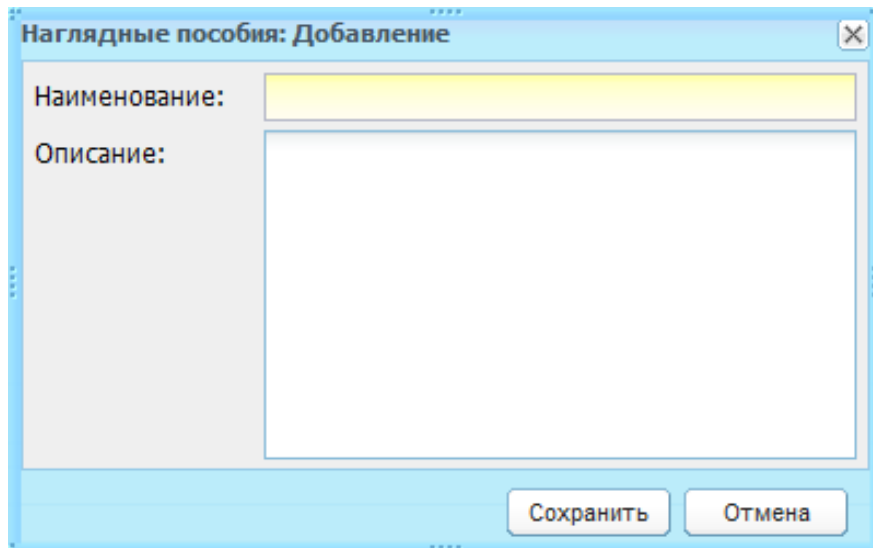 Наглядные пособия: Добавление
Наименование:
Описание:
Сохранить Отмена